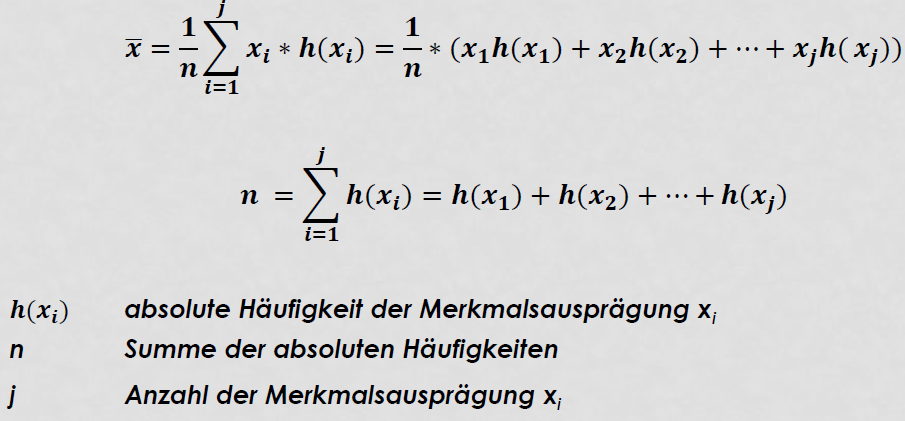 x̅ = 1/n ∑_{i=1}^{j} x_i * h(x_i) = 1/n * (x_1h(x_1) + x_2h(x_2) + ⋯ + x_jh( x_j))
n = ∑_{i=1}^{j} h(x_i) = h(x_1) + h(x_2) + ⋯ + h(x_j)
h(x_i) absolute Häufigkeit der Merkmalsausprägung x_i
n Summe der absoluten Häufigkeiten
j Anzahl der Merkmalsausprägung x_i